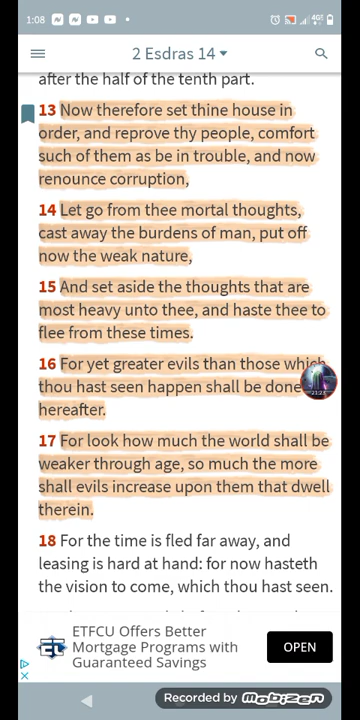 1:08
4G
2 Esdras 14
after the half of the tenth part.
13 Now therefore set thine house in
order, and reprove thy people, comfort
such of them as be in trouble, and now
renounce corruption,
14 Let go from thee mortal thoughts,
cast away the burdens of man, put off
now the weak nature,
15 And set aside the thoughts that are
most heavy unto thee, and haste thee to
flee from these times.
16 For yet greater evils than those which
thou hast seen happen shall be done
21:23
hereafter.
17 For look how much the world shall be
weaker through age, so much the more
shall evils increase upon them that dwell
therein.
18 For the time is fled far away, and
leasing is hard at hand: for now hasteth
the vision to come, which thou hast seen.
ETFCU Offers Better
Mortgage Programs with
Guaranteed Savings
OPEN
Recorded by mobizen